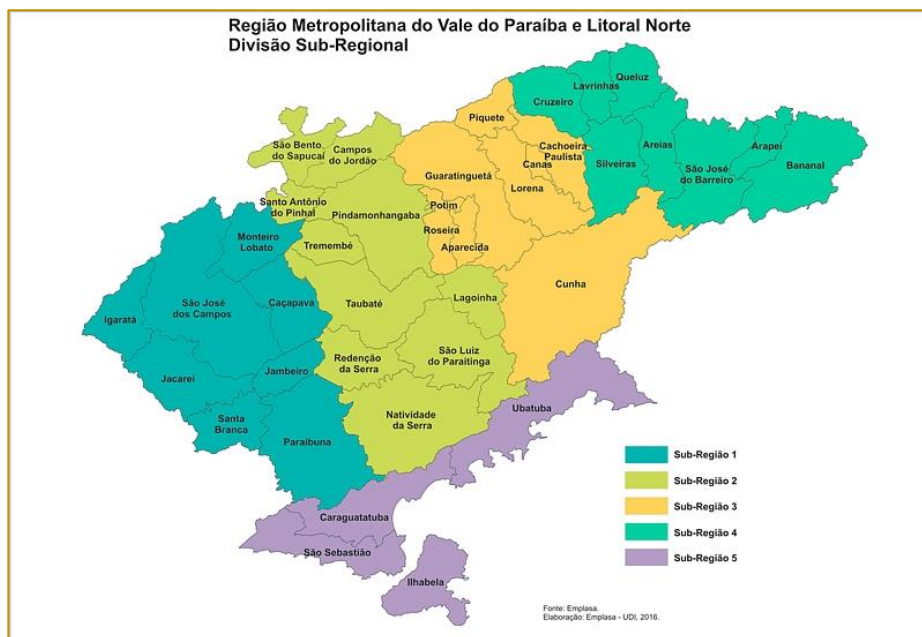 Região Metropolitana do Vale do Paraíba e Litoral Norte
Divisão Sub-Regional
Queluz
Lavrinhas
Cruzeiro
Piquete
Cachoeira
Paulista
Canas
Areias
Arapeí
Silveiras
São José
do Barreiro
Bananal
São Bento
do Sapucaí
Campos
do Jordão
Guaratinguetá
Lorena
Santo Antônio
do Pinhal
Pindamonhangaba
Potim
Roseira
Aparecida
Monteiro
Lobato
Tremembé
Cunha
Taubaté
Lagoinha
Caçapava
São José
dos Campos
Igaratá
Redenção
da Serra
São Luiz
do Paraitinga
Jacareí
Jambeiro
Ubatuba
Natividade
da Serra
Santa
Branca
Paraibuna
Caraguatatuba
São Sebastião
Ilhabela
Sub-Região 1
Sub-Região 2
Sub-Região 3
Sub-Região 4
Sub-Região 5
Fonte: Emplasa.
Elaboração: Emplasa - UDI, 2016.